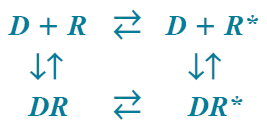 D + R ⇄ D + R*
↓↑ ↓↑
DR ⇄ DR*